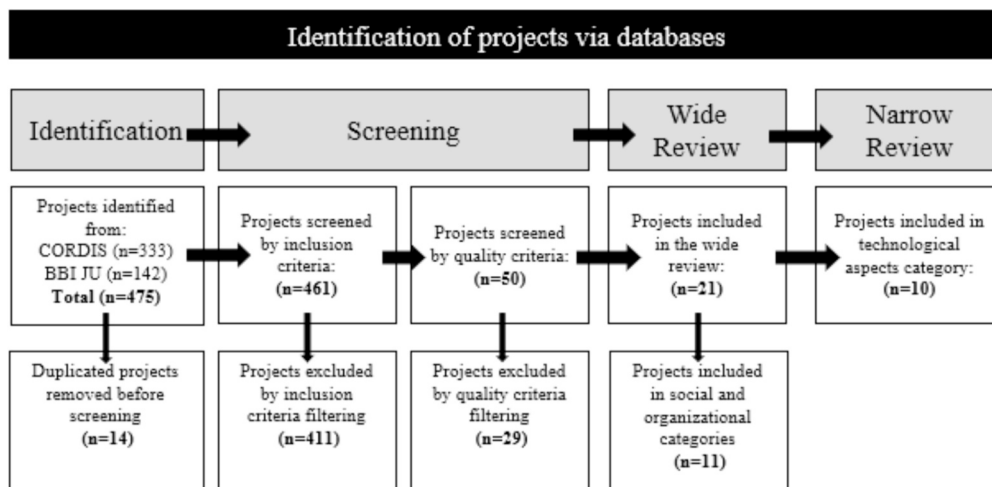 Identification of projects via databases
Identification
Screening
Wide
Review
Narrow
Review
Projects identified
from:
CORDIS (n=333)
BBI JU (n=142)
Total (n=475)
Projects screened
by inclusion
criteria:
(n=461)
Projects screened
by quality criteria:
(n=50)
Projects included
in the wide
review:
(n=21)
Projects included in
technological
aspects category:
(n=10)
Duplicated projects
removed before
screening
(n=14)
Projects excluded
by inclusion
criteria filtering
(n=411)
Projects excluded
by quality criteria
filtering
(n=29)
Projects included
in social and
organizational
categories
(n=11)